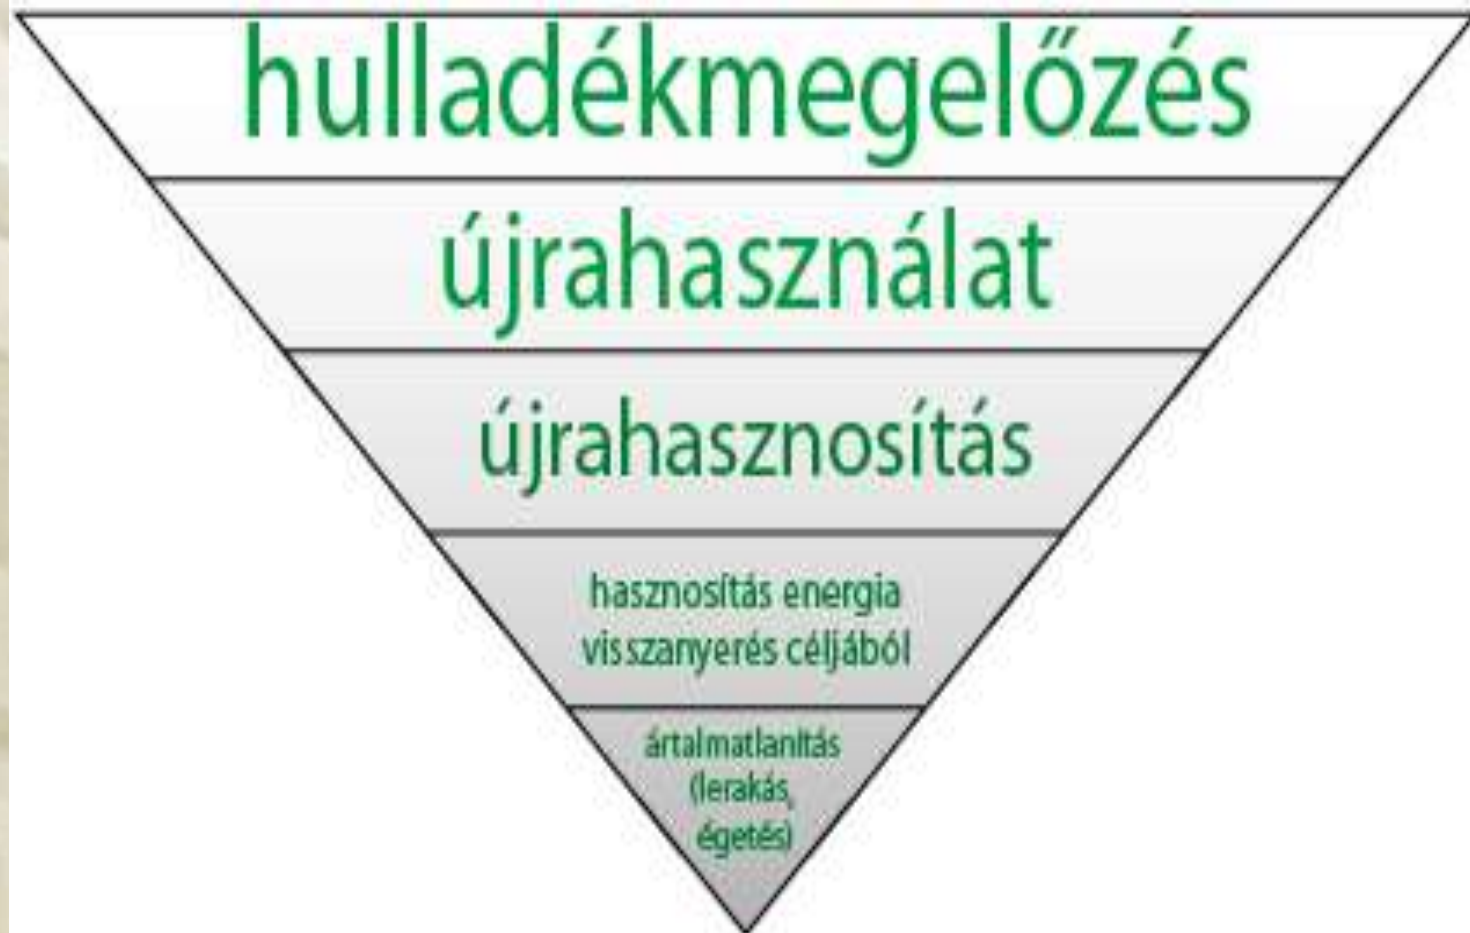 hulladékmegelőzés
újrahasználat
újrahasznosítás
hasznosítás energia
visszanyerés céljából
ártalmatlanítás
(lerakás,
égetés)